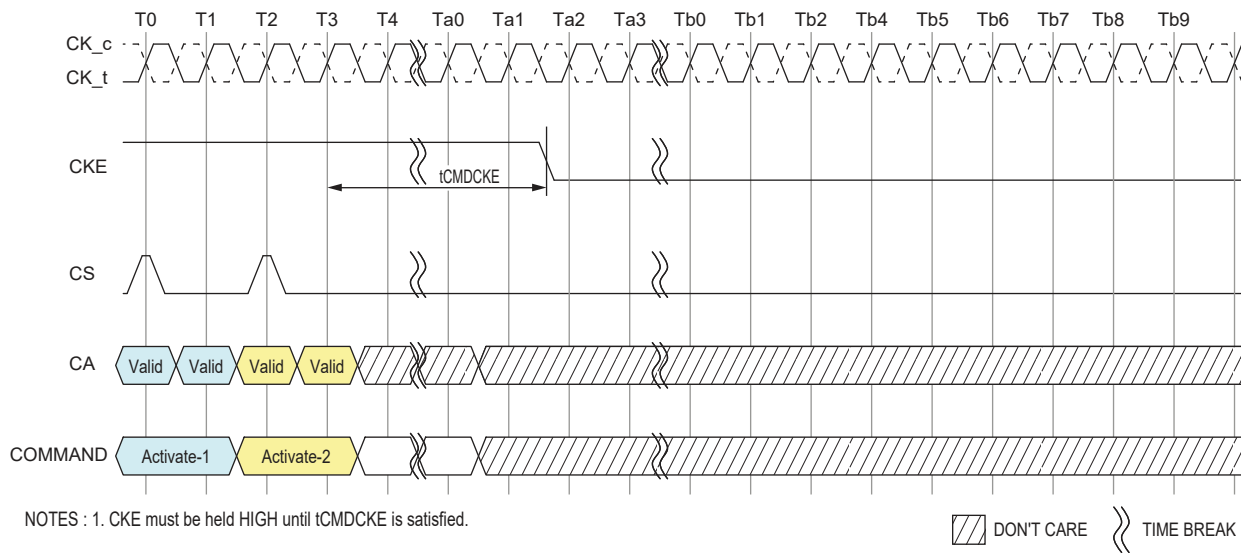 T0 T1 T2 T3 T4 Ta0 Ta1 Ta2 Ta3 Tb0 Tb1 Tb2 Tb4 Tb5 Tb6 Tb7 Tb8 Tb9
CK_c
CK_t
CKE
tCMDCKE
CS
CA Valid Valid Valid Valid
COMMAND Activate-1 Activate-2
NOTES : 1. CKE must be held HIGH until tCMDCKE is satisfied.
DON'T CARE TIME BREAK